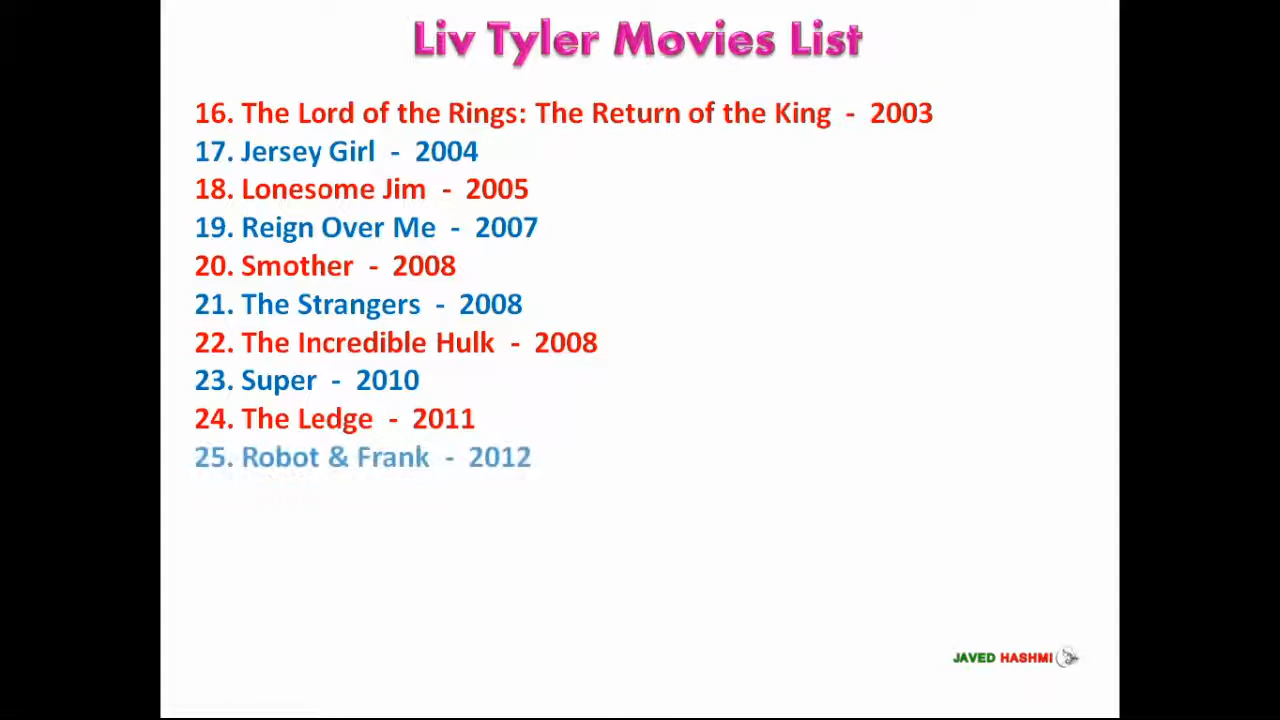 Liv Tyler Movies List
16. The Lord of the Rings: The Return of the King - 2003
17. Jersey Girl - 2004
18. Lonesome Jim - 2005
19. Reign Over Me - 2007
20. Smother - 2008
21. The Strangers - 2008
22. The Incredible Hulk - 2008
23. Super - 2010
24. The Ledge - 2011
25. Robot & Frank - 2012
JAVED HASHMI